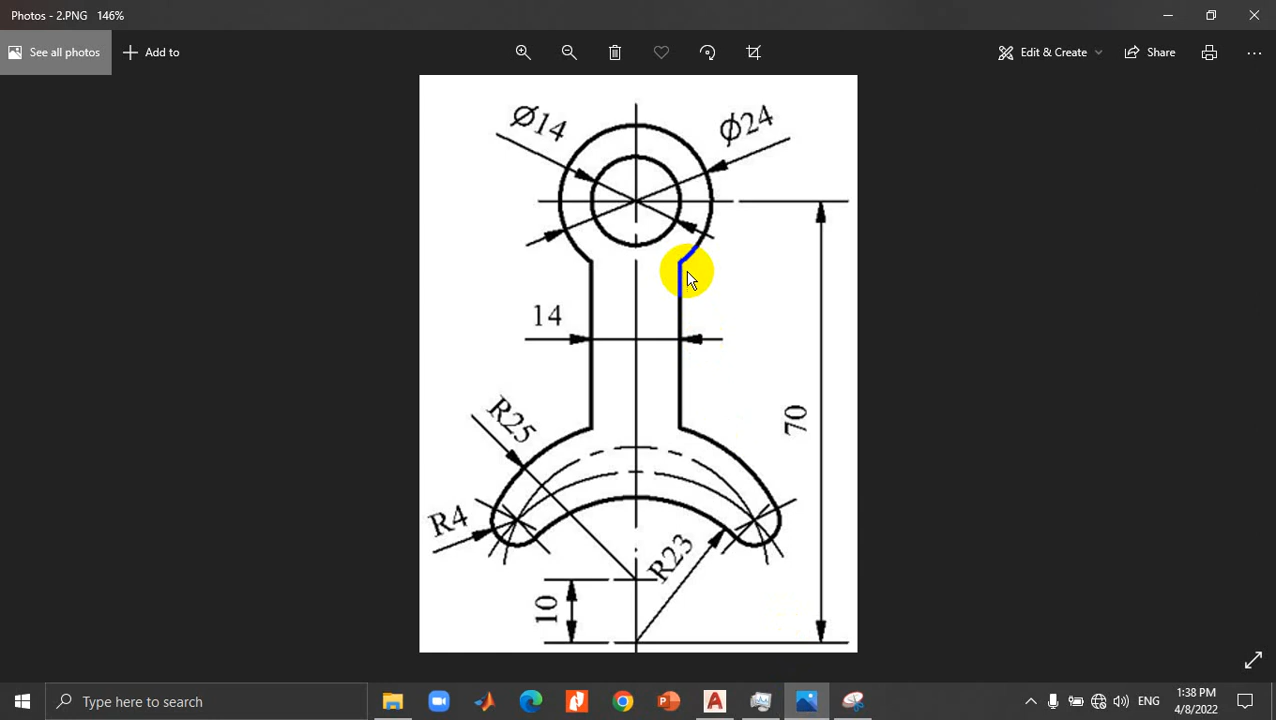 Photos - 2.PNG 146%
See all photos
Add to
Edit & Create
Share
Ø14
Ø24
14
70
R25
R4
R23
10
Type here to search
ENG
1:38 PM
4/8/2022